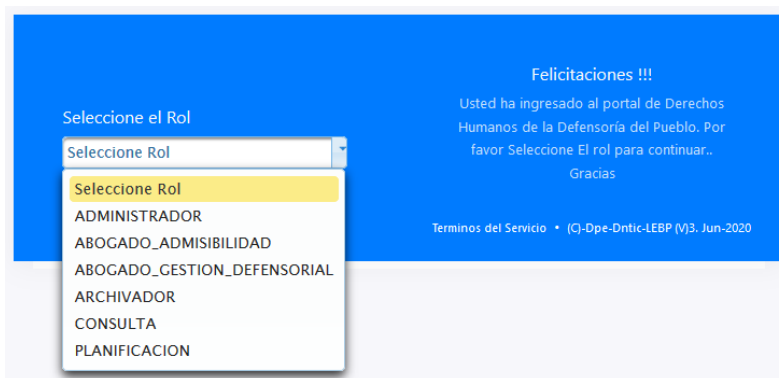 Seleccione el Rol
Seleccione Rol
Seleccione Rol
ADMINISTRADOR
ABOGADO_ADMISIBILIDAD
ABOGADO_GESTION_DEFENSORIAL
ARCHIVADOR
CONSULTA
PLANIFICACION
Felicitaciones !!!
Usted ha ingresado al portal de Derechos
Humanos de la Defensoría del Pueblo. Por
favor Seleccione El rol para continuar..
Gracias
Terminos del Servicio • (C)-Dpe-Dntic-LEBP (V)3. Jun-2020